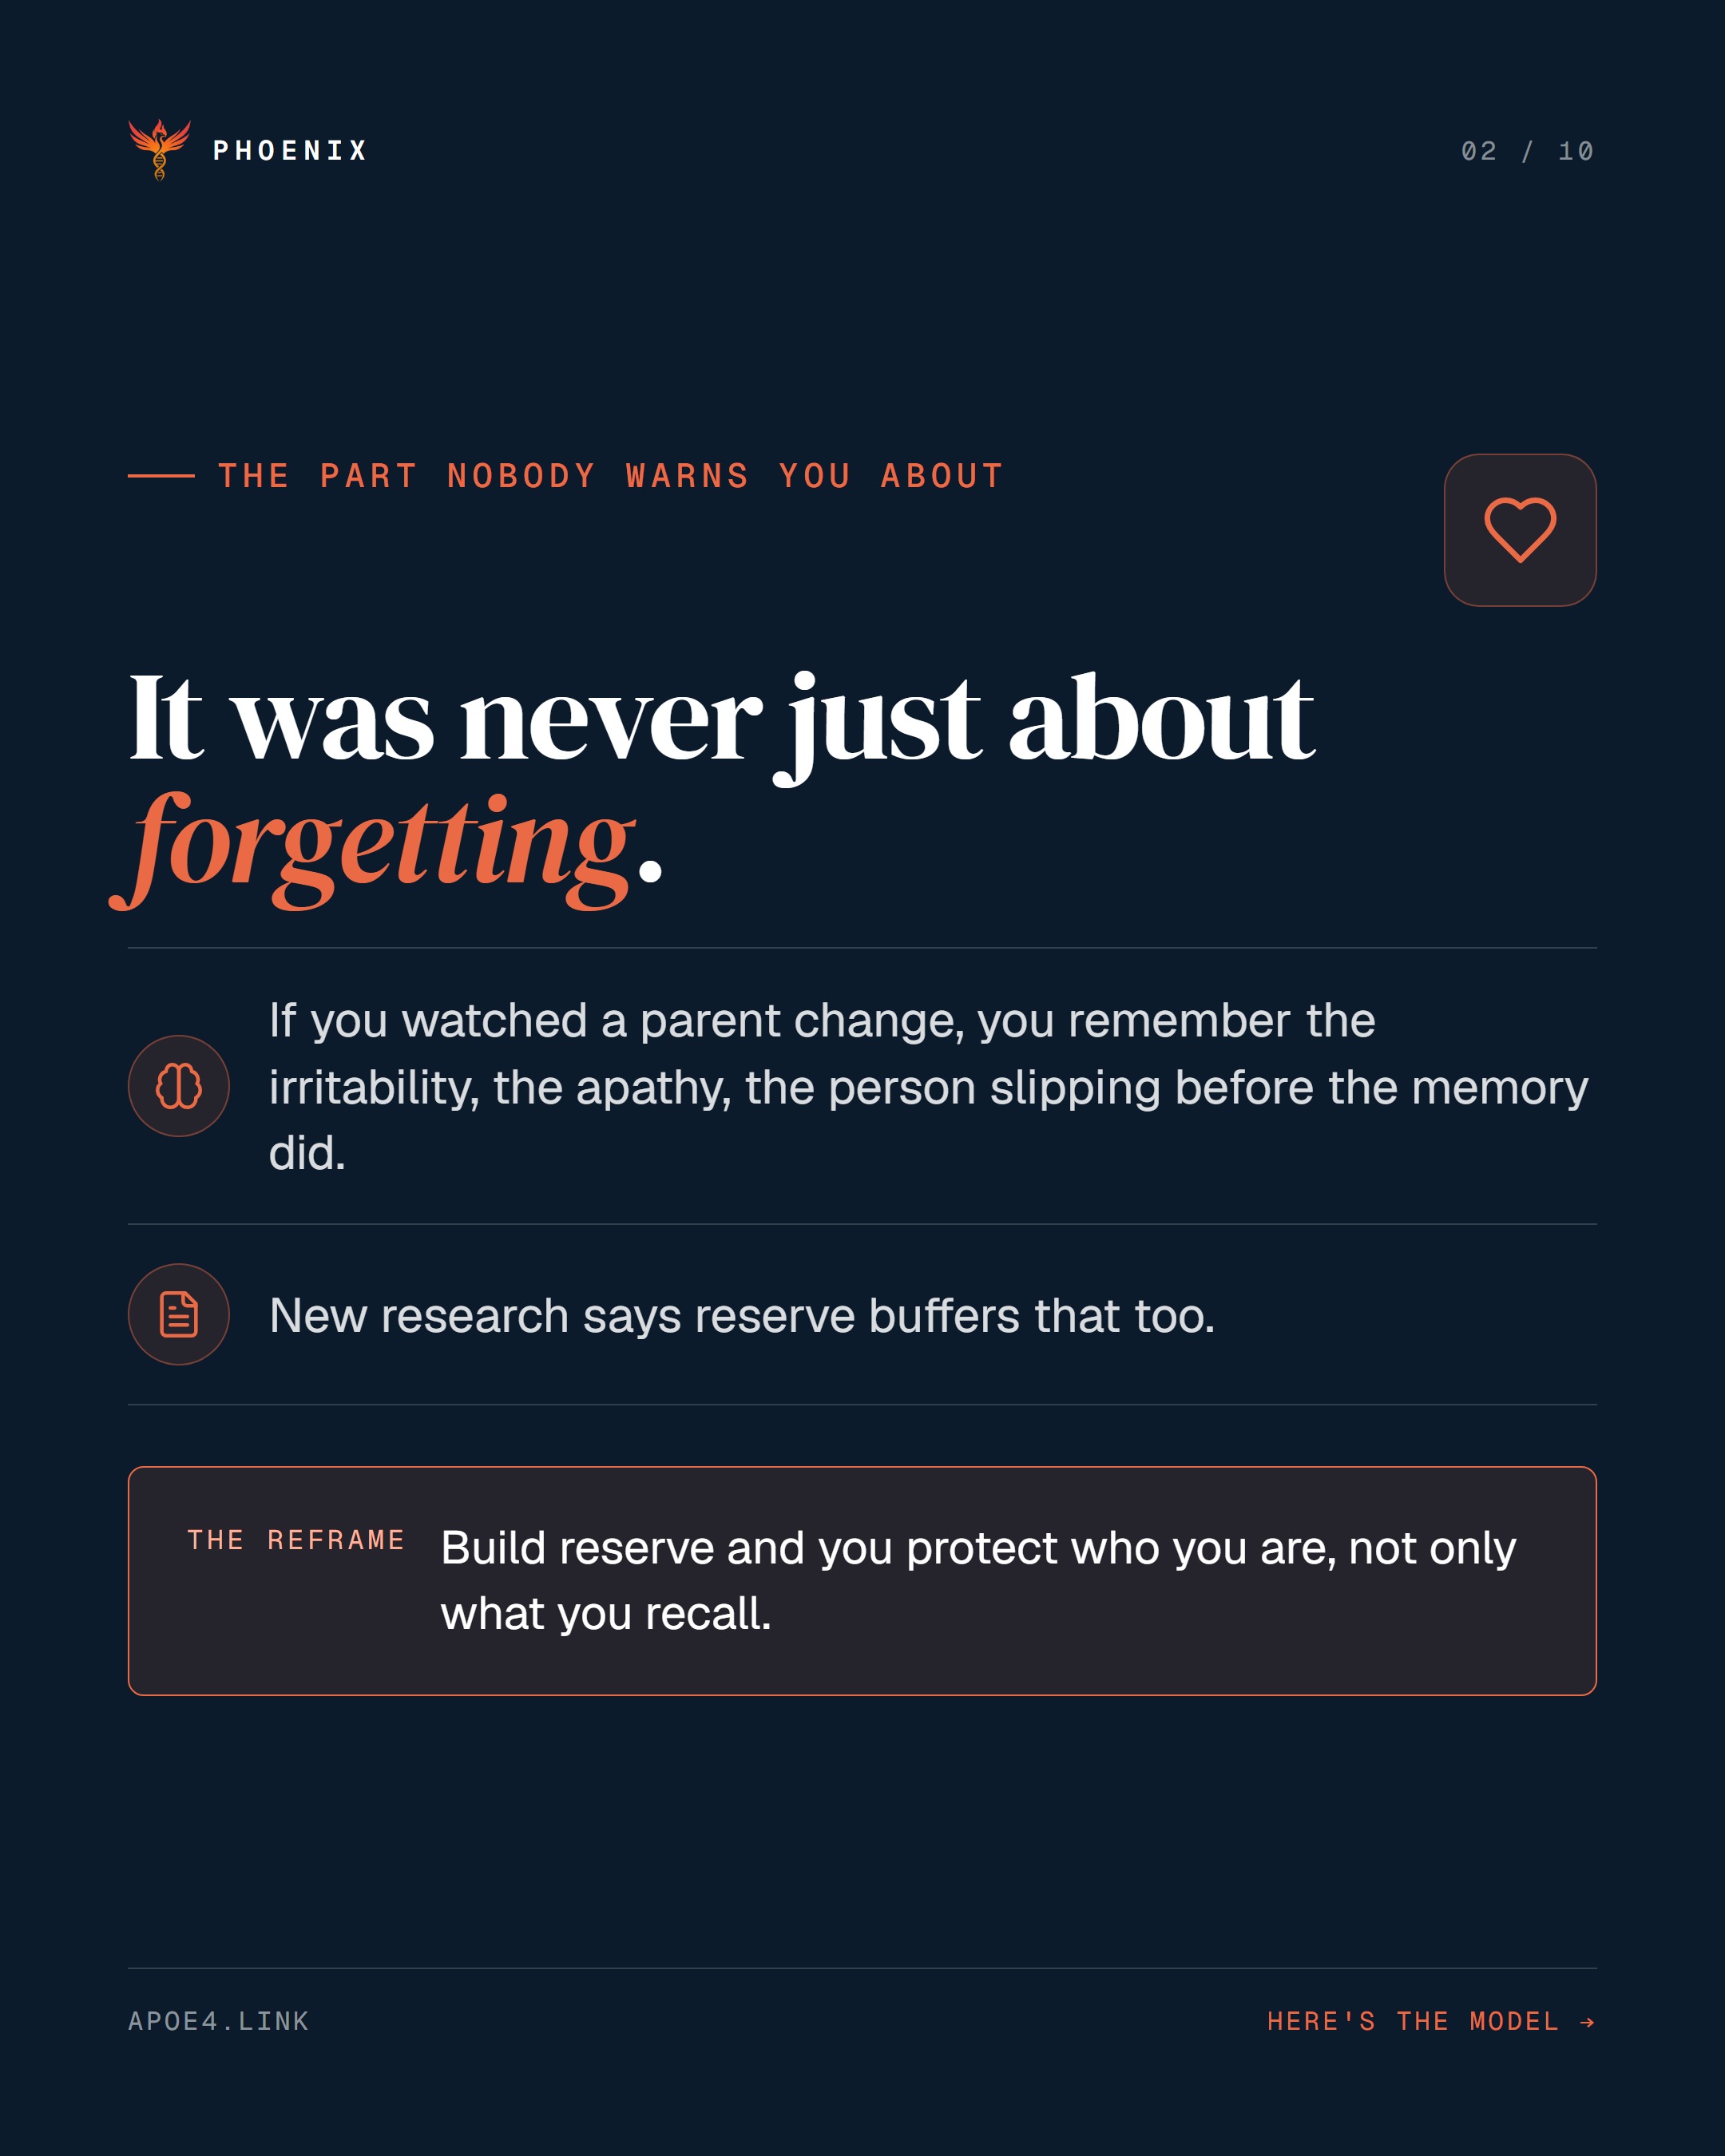 PHOENIX
02 / 10
THE PART NOBODY WARNS YOU ABOUT
It was never just about
forgetting.
If you watched a parent change, you remember the
irritability, the apathy, the person slipping before the memory
did.
New research says reserve buffers that too.
THE REFRAME
Build reserve and you protect who you are, not only
what you recall.
APOE4.LINK
HERE'S THE MODEL →